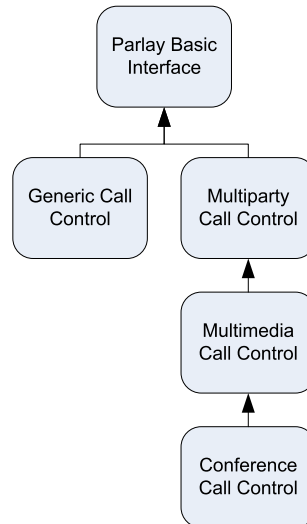 Parlay Basic
Interface
Generic Call
Control
Multiparty
Call Control
Multimedia
Call Control
Conference
Call Control